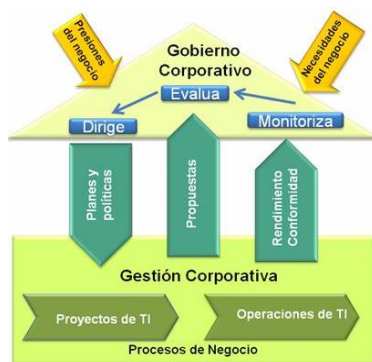 Presiones
del negocio
Necesidades
del negocio
Gobierno
Corporativo
Evalua
Dirige
Monitoriza
Planes y
políticas
Propuestas
Rendimiento
Conformidad
Gestión Corporativa
Proyectos de TI
Operaciones de TI
Procesos de Negocio